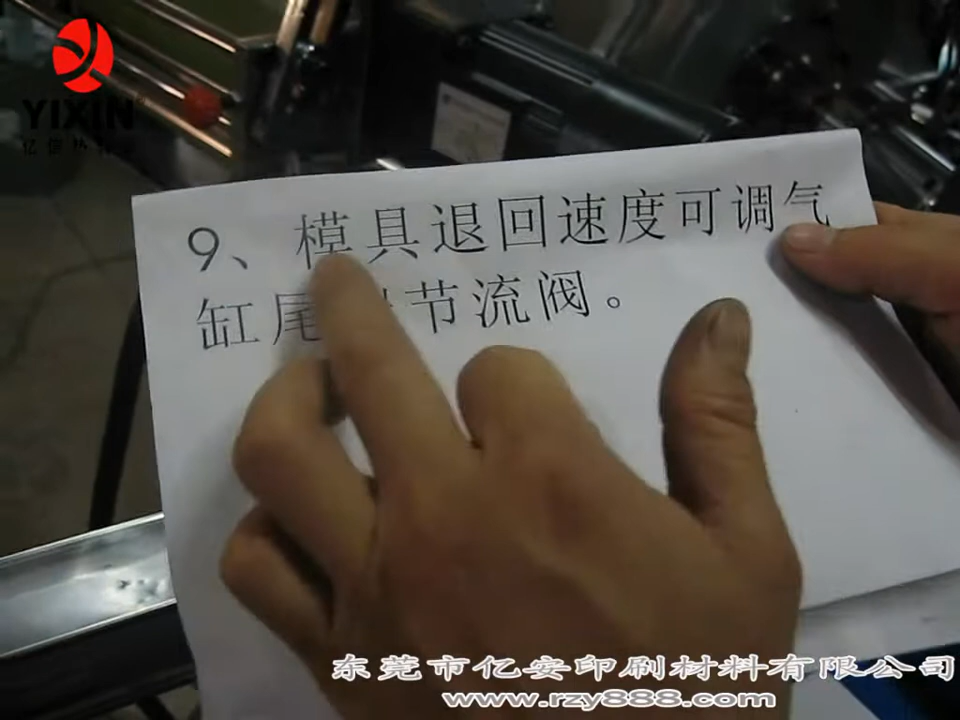 YIXIN
9、模具退回速度可调气
缸尾 节流阀。
东莞市亿安印刷材料有限公司
www.rzy888.com